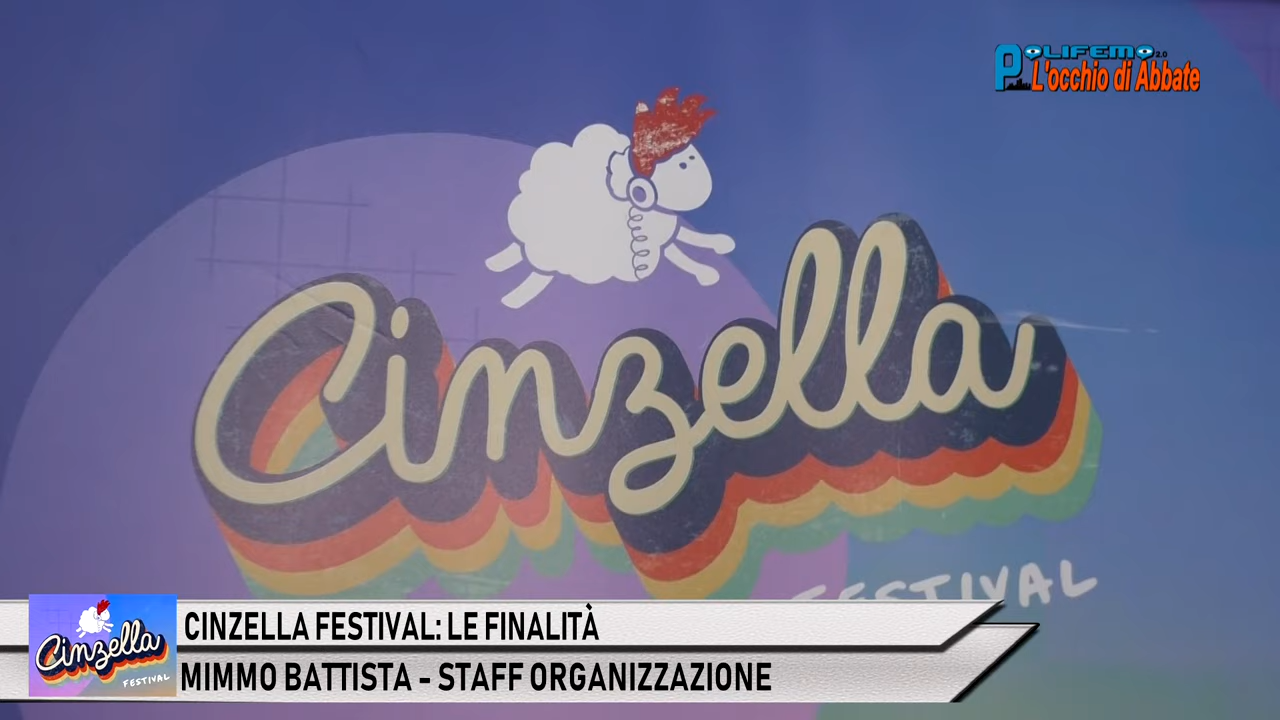 POLIFEMO 2.0
L'occhio di Abbate
Cinzella
FESTIVAL
Cinzella
FESTIVAL
CINZELLA FESTIVAL: LE FINALITÀ
MIMMO BATTISTA - STAFF ORGANIZZAZIONE